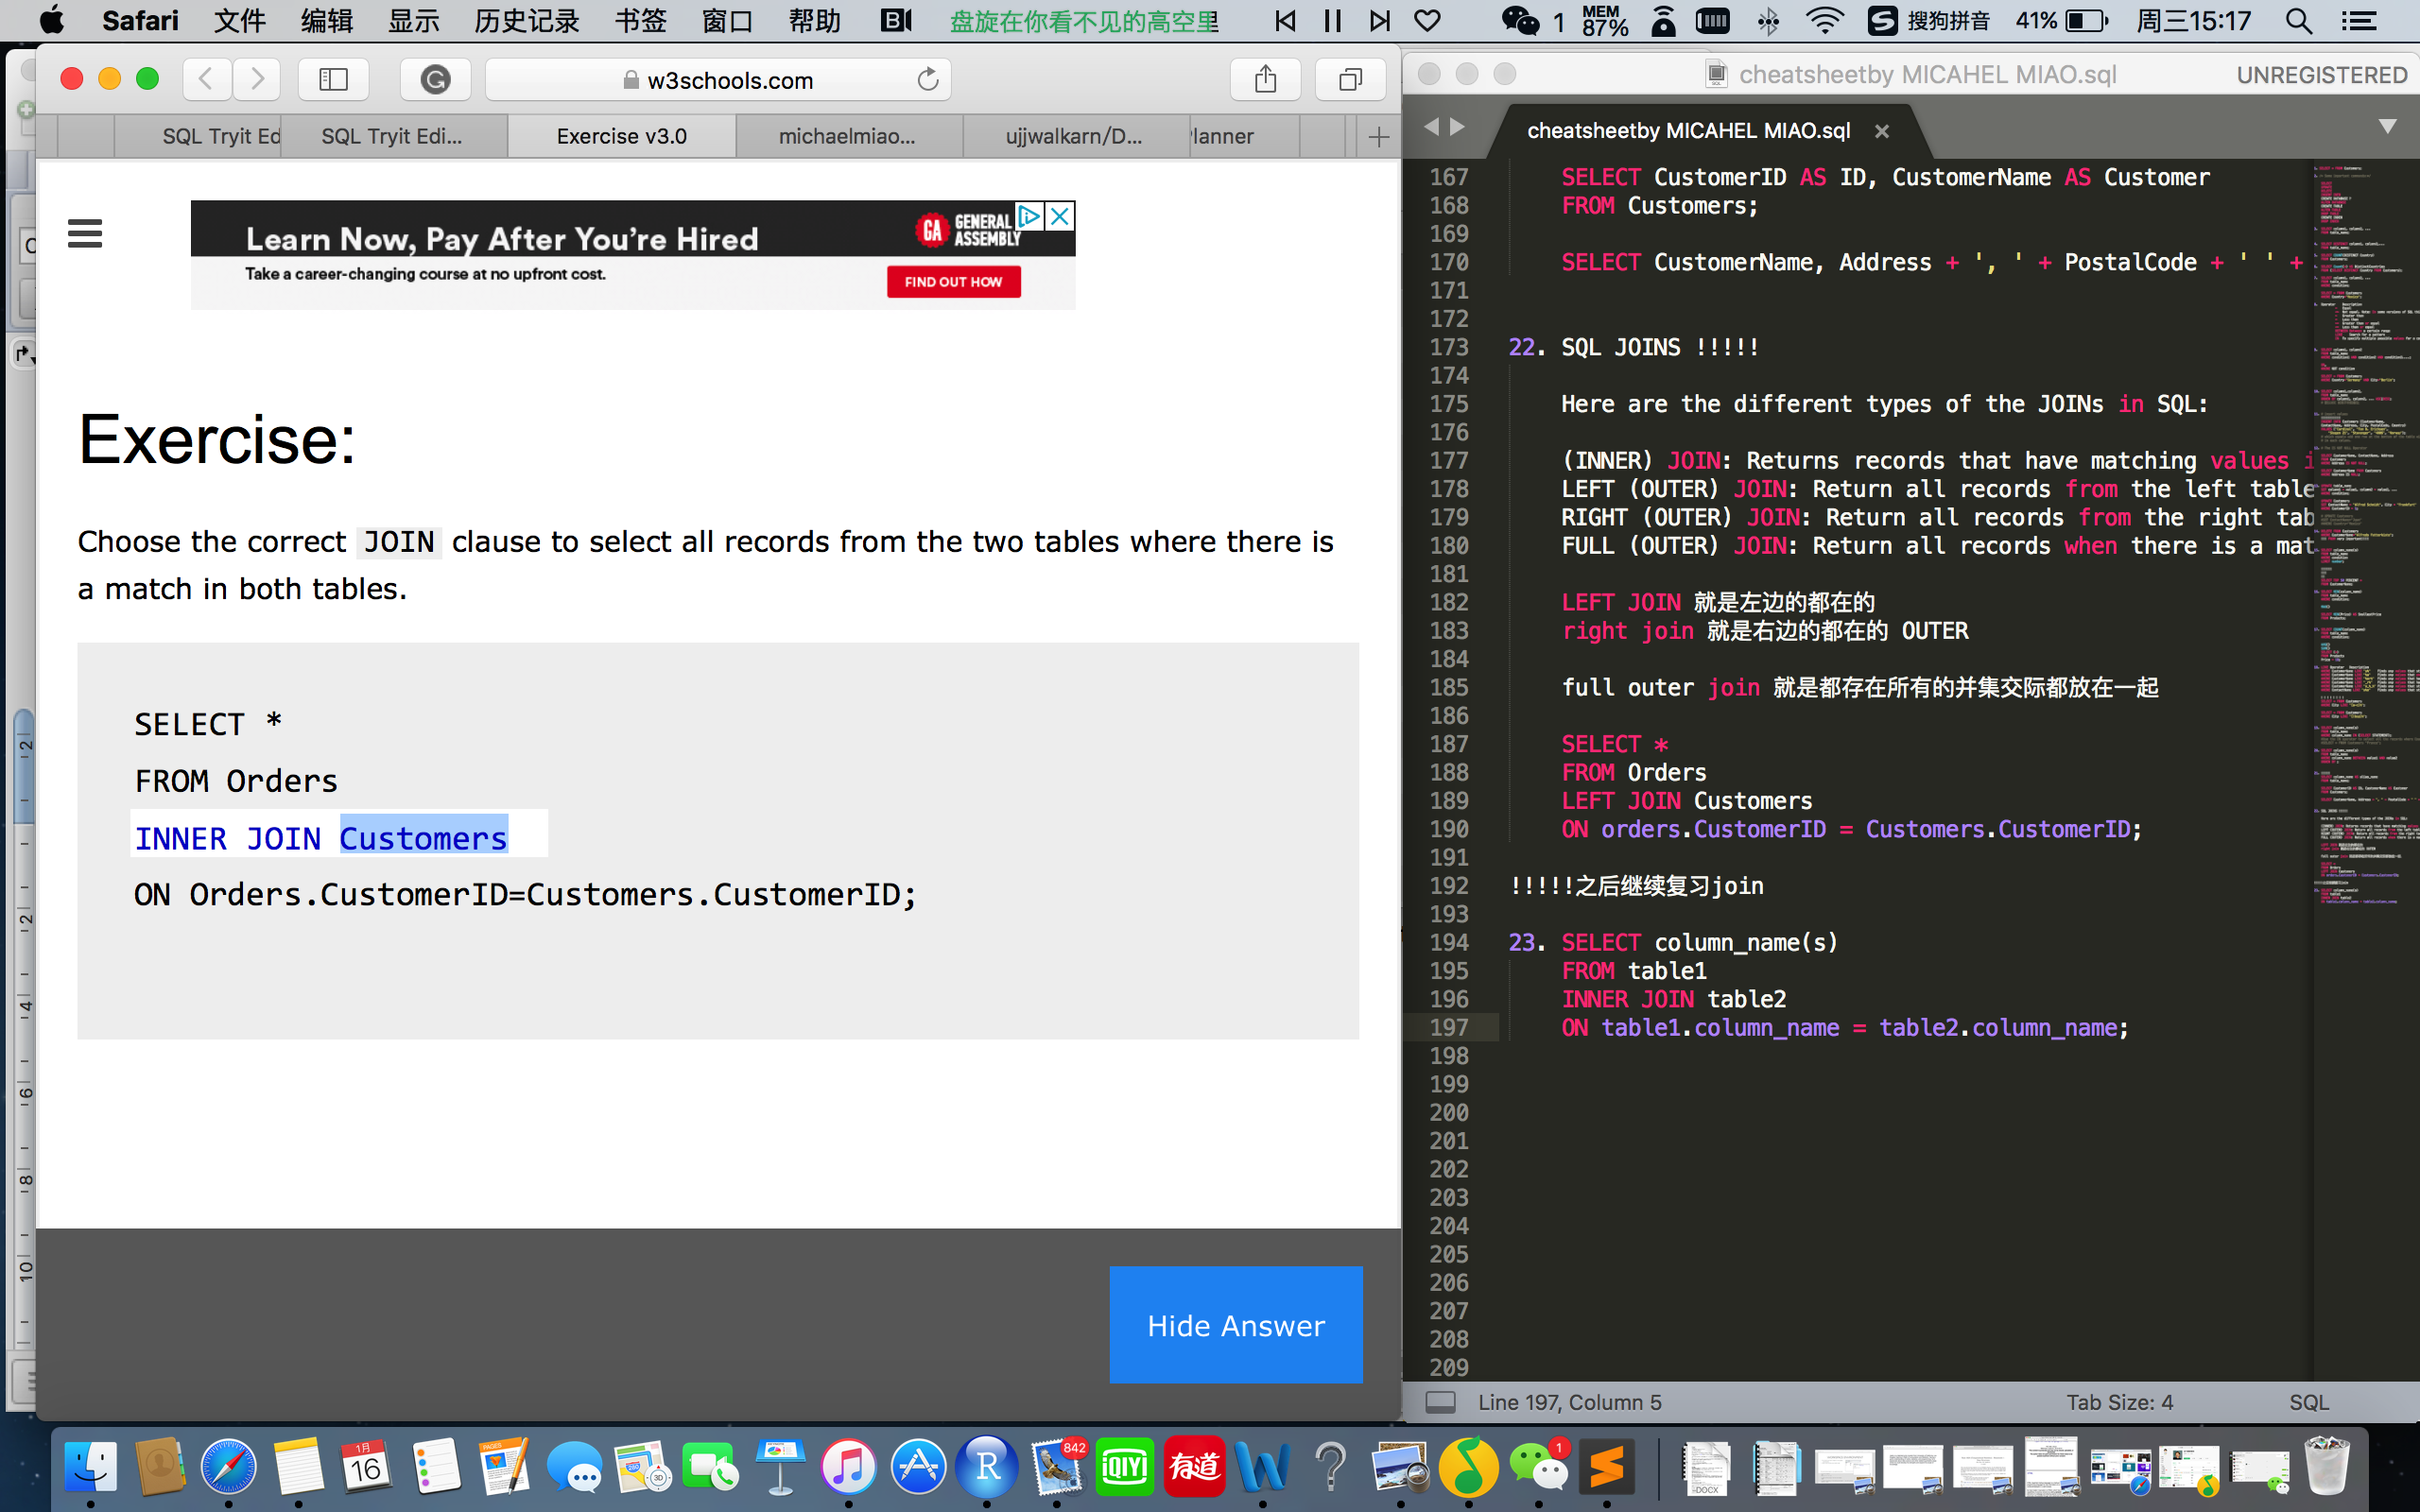 Safari 文件 编辑 显示 历史记录 书签 窗口 帮助 盘旋在你看不见的高空里 1 MEM 87% 搜狗拼音 41% 周三15:17
w3schools.com
SQL Tryit Ed SQL Tryit Edi... Exercise v3.0 michaelmiao... ujjwalkarn/D... lanner
Learn Now, Pay After You're Hired
Take a career-changing course at no upfront cost.
GA GENERAL ASSEMBLY
FIND OUT HOW
Exercise:
Choose the correct JOIN clause to select all records from the two tables where there is
a match in both tables.
SELECT *
FROM Orders
INNER JOIN Customers
ON Orders.CustomerID=Customers.CustomerID;
Hide Answer
cheatsheetby MICAHEL MIAO.sql UNREGISTERED
cheatsheetby MICAHEL MIAO.sql
167 SELECT CustomerID AS ID, CustomerName AS Customer
168 FROM Customers;
169
170 SELECT CustomerName, Address + ', ' + PostalCode + ' ' +
171
172
173 22. SQL JOINS !!!!!
174
175 Here are the different types of the JOINs in SQL:
176
177 (INNER) JOIN: Returns records that have matching values i
178 LEFT (OUTER) JOIN: Return all records from the left table
179 RIGHT (OUTER) JOIN: Return all records from the right tab
180 FULL (OUTER) JOIN: Return all records when there is a mat
181
182 LEFT JOIN 就是左边的都在的
183 right join 就是右边的都在的 OUTER
184
185 full outer join 就是都存在所有的并集交际都放在一起
186
187 SELECT *
188 FROM Orders
189 LEFT JOIN Customers
190 ON orders.CustomerID = Customers.CustomerID;
191
192 !!!!!之后继续复习join
193
194 23. SELECT column_name(s)
195 FROM table1
196 INNER JOIN table2
197 ON table1.column_name = table2.column_name;
198
199
200
201
202
203
204
205
206
207
208
209
Line 197, Column 5 Tab Size: 4 SQL
1月
16
PAGES
842
iQIYI
有道
1